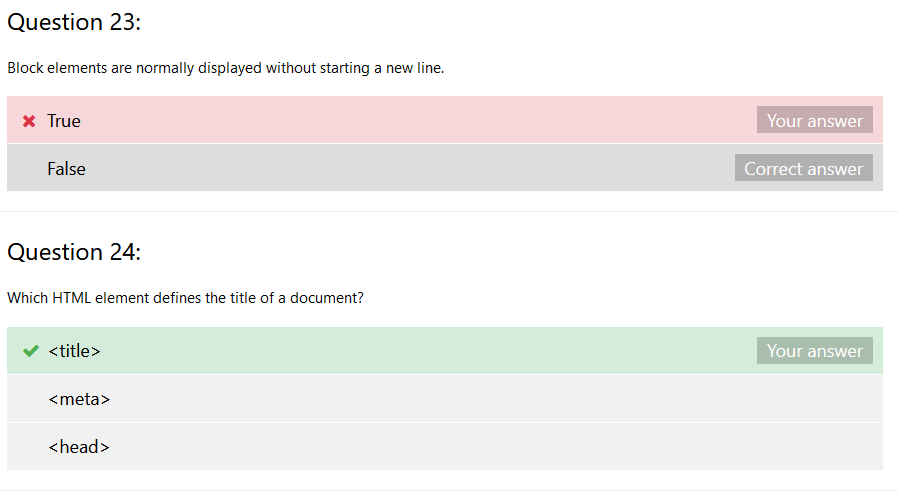 Question 23:
Block elements are normally displayed without starting a new line.
True Your answer
False Correct answer
Question 24:
Which HTML element defines the title of a document?
<title> Your answer
<meta>
<head>